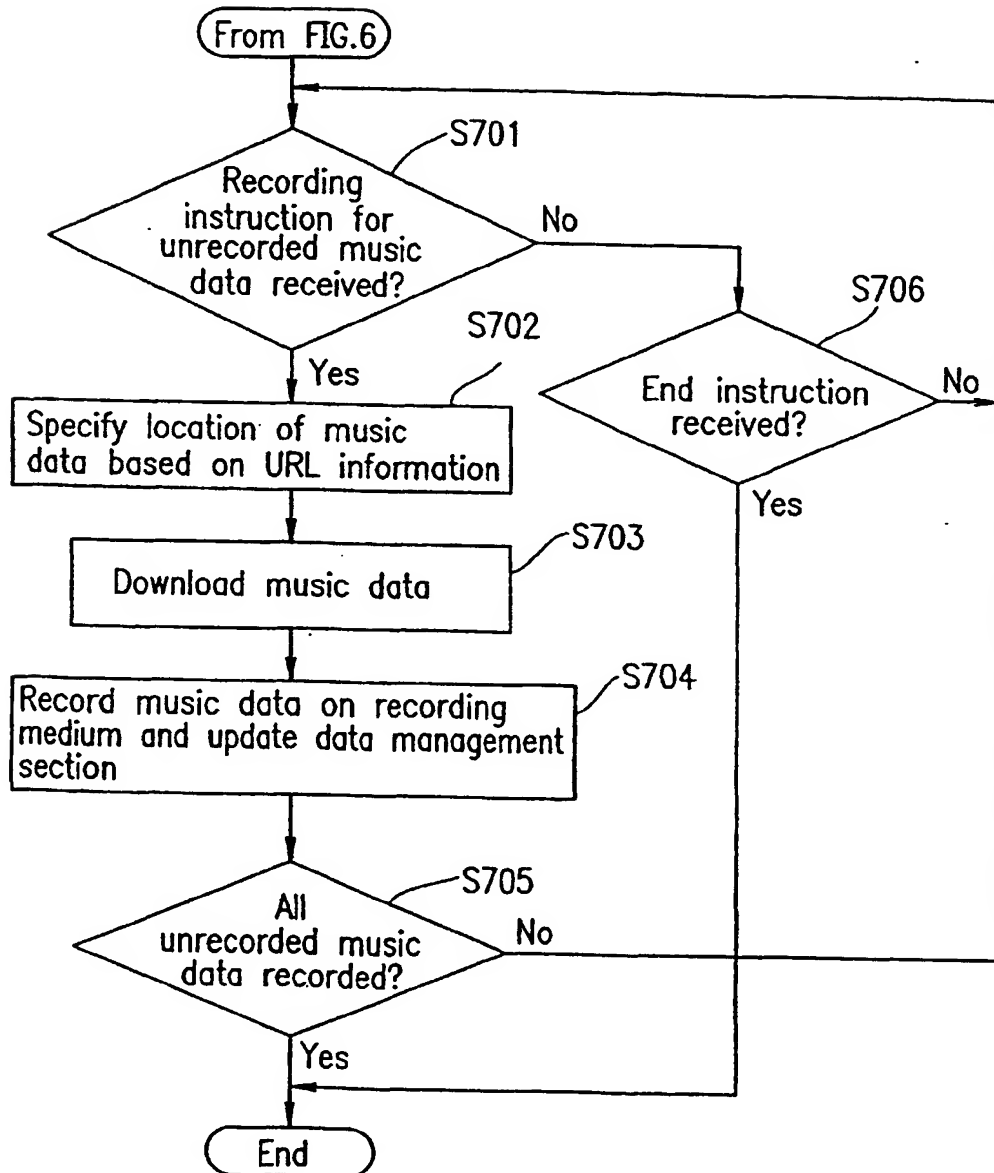 From FIG.6
S701
Recording
instruction for
unrecorded music
data received?
No
Yes
S702
Specify location of music
data based on URL information
S706
End instruction
received?
No
Yes
S703
Download music data
S704
Record music data on recording
medium and update data management
section
S705
All
unrecorded music
data recorded?
No
Yes
End